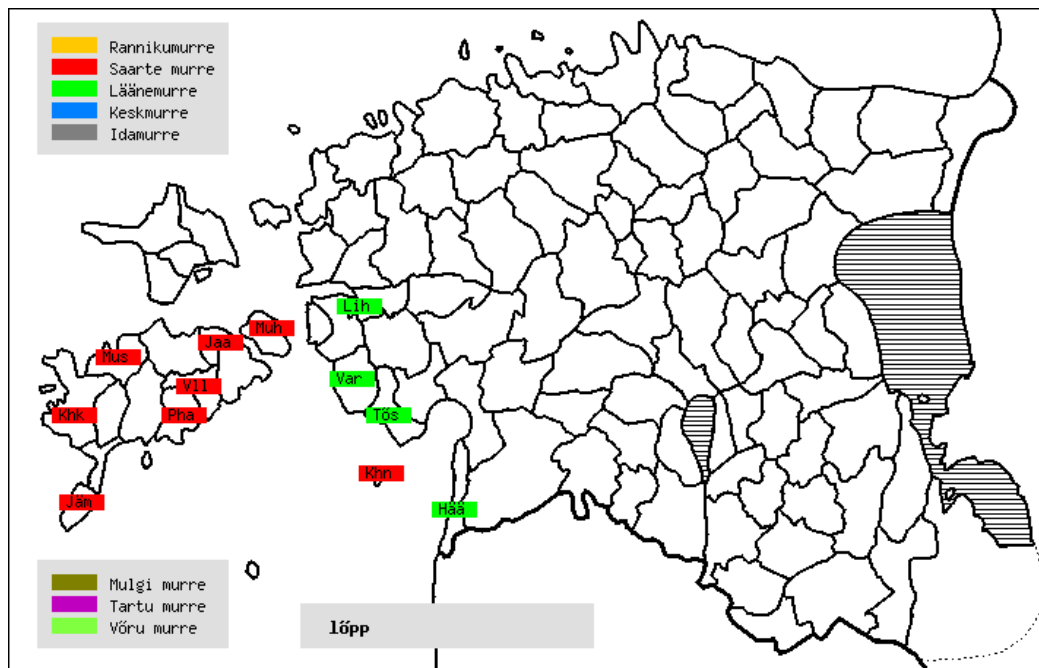 Rannikumurre
Saarte murre
Läänemurre
Keskmurre
Idamurre
Lih
Muh
Jaa
Mus
Var
Vll
Khk
Pha
Tõs
Khn
Jäm
Hää
Mulgi murre
Tartu murre
Võru murre
lõpp